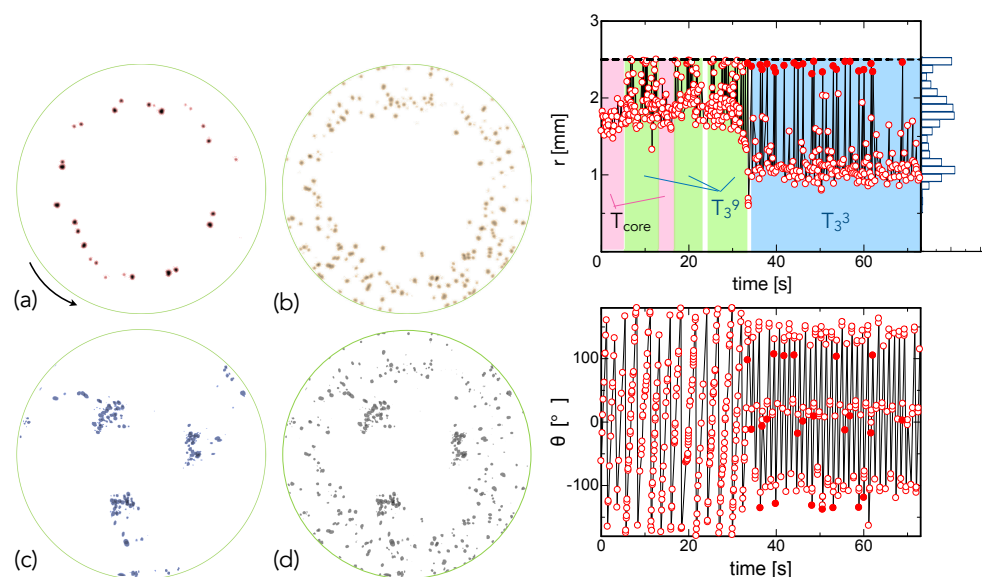 (a)
(b)
(c)
(d)
3
2
1
r [mm]
T_core
T_3^9
T_3^3
0
20
40
60
time [s]
100
0
-100
θ [°]
0
20
40
60
time [s]